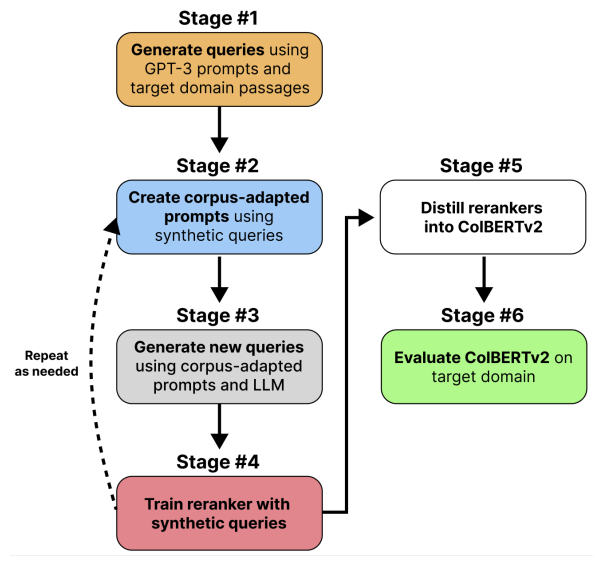 Stage #1
Generate queries using
GPT-3 prompts and
target domain passages
Stage #2
Create corpus-adapted
prompts using
synthetic queries
Stage #3
Generate new queries
using corpus-adapted
prompts and LLM
Stage #4
Train reranker with
synthetic queries
Repeat
as needed
Stage #5
Distill rerankers
into ColBERTv2
Stage #6
Evaluate ColBERTv2 on
target domain